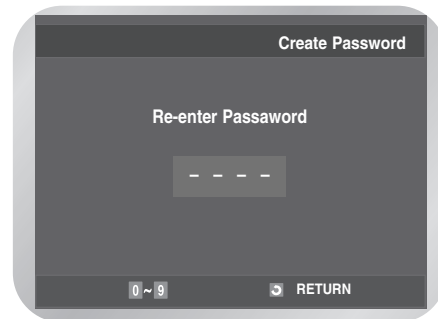 Create Password
Re-enter Passaword
– – – –
0 ~ 9 RETURN